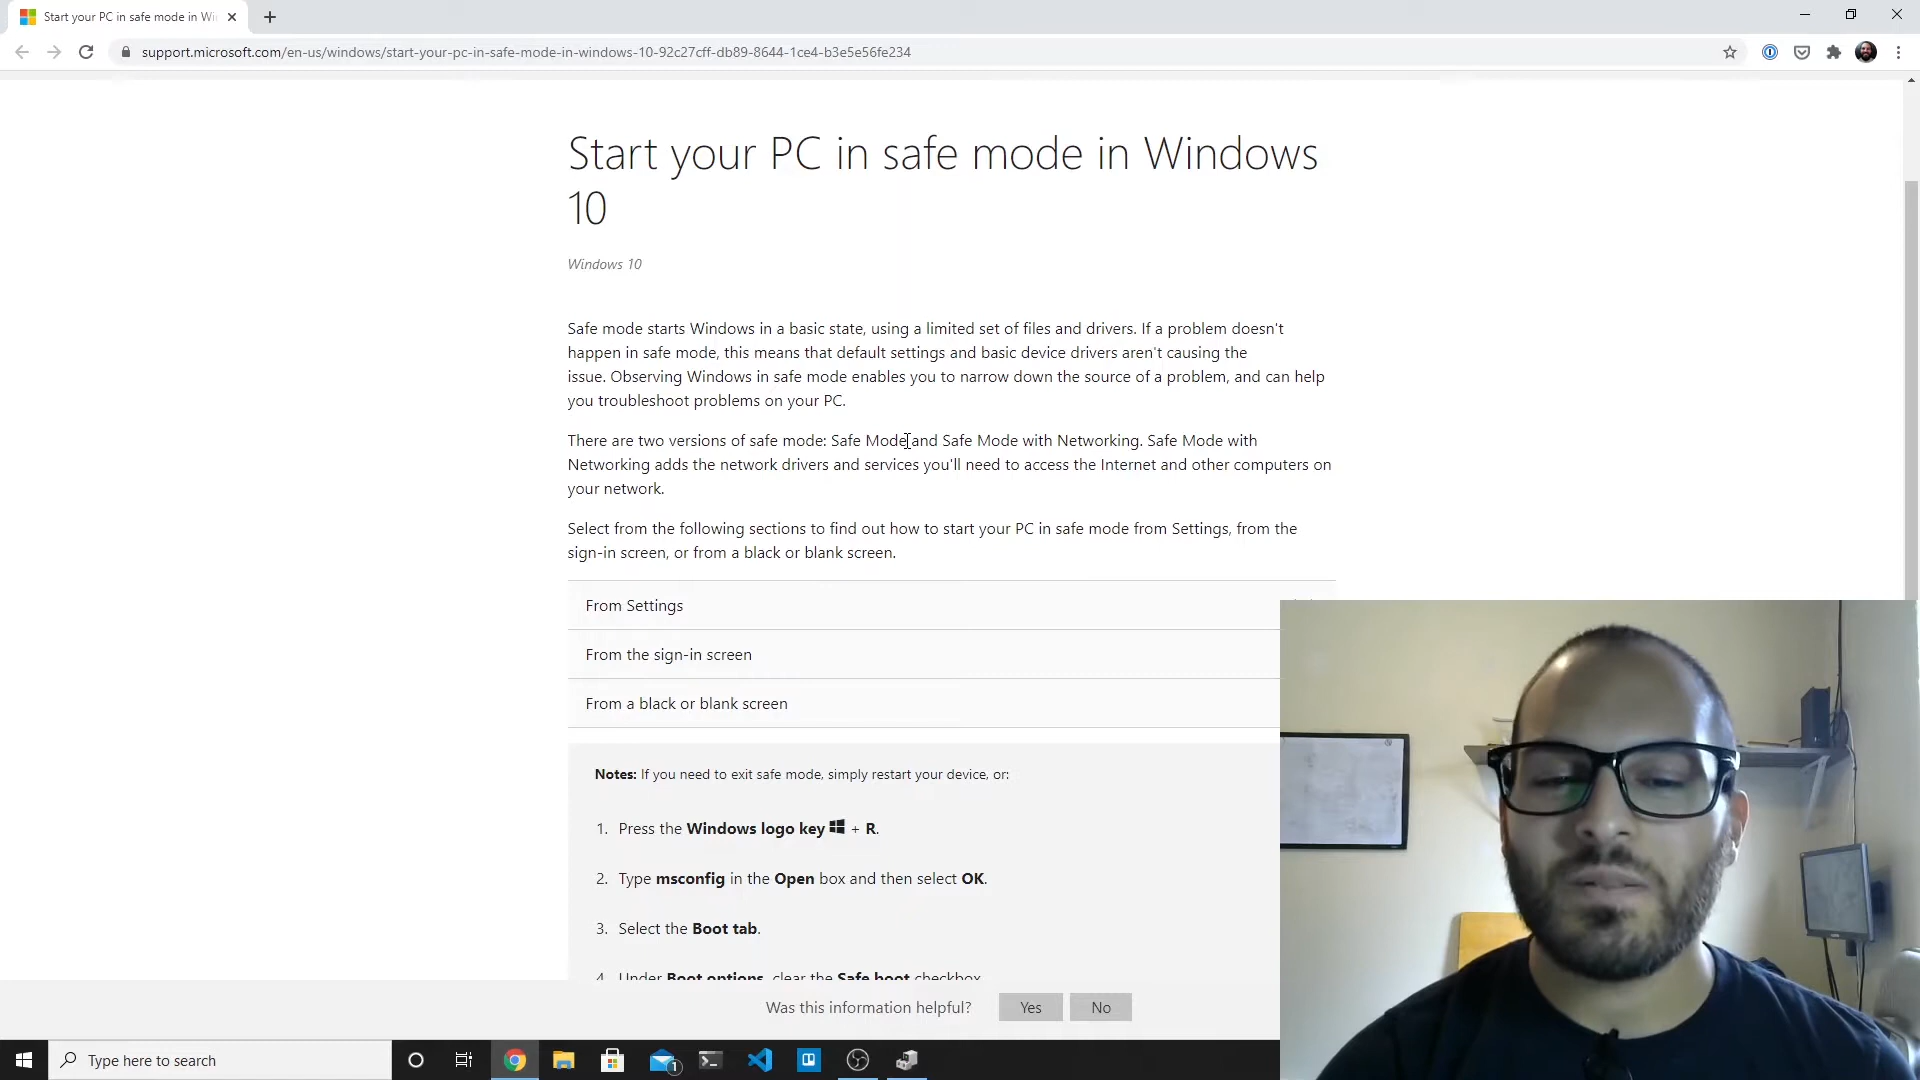 Start your PC in safe mode in Wi
support.microsoft.com/en-us/windows/start-your-pc-in-safe-mode-in-windows-10-92c27cff-db89-8644-1ce4-b3e5e56fe234
Start your PC in safe mode in Windows
10
Windows 10
Safe mode starts Windows in a basic state, using a limited set of files and drivers. If a problem doesn't
happen in safe mode, this means that default settings and basic device drivers aren't causing the
issue. Observing Windows in safe mode enables you to narrow down the source of a problem, and can help
you troubleshoot problems on your PC.
There are two versions of safe mode: Safe Mode and Safe Mode with Networking. Safe Mode with
Networking adds the network drivers and services you'll need to access the Internet and other computers on
your network.
Select from the following sections to find out how to start your PC in safe mode from Settings, from the
sign-in screen, or from a black or blank screen.
From Settings
From the sign-in screen
From a black or blank screen
Notes: If you need to exit safe mode, simply restart your device, or:
1. Press the Windows logo key + R.
2. Type msconfig in the Open box and then select OK.
3. Select the Boot tab.
4. Under Boot options, clear the Safe boot checkbox.
Was this information helpful? Yes No
Type here to search
1